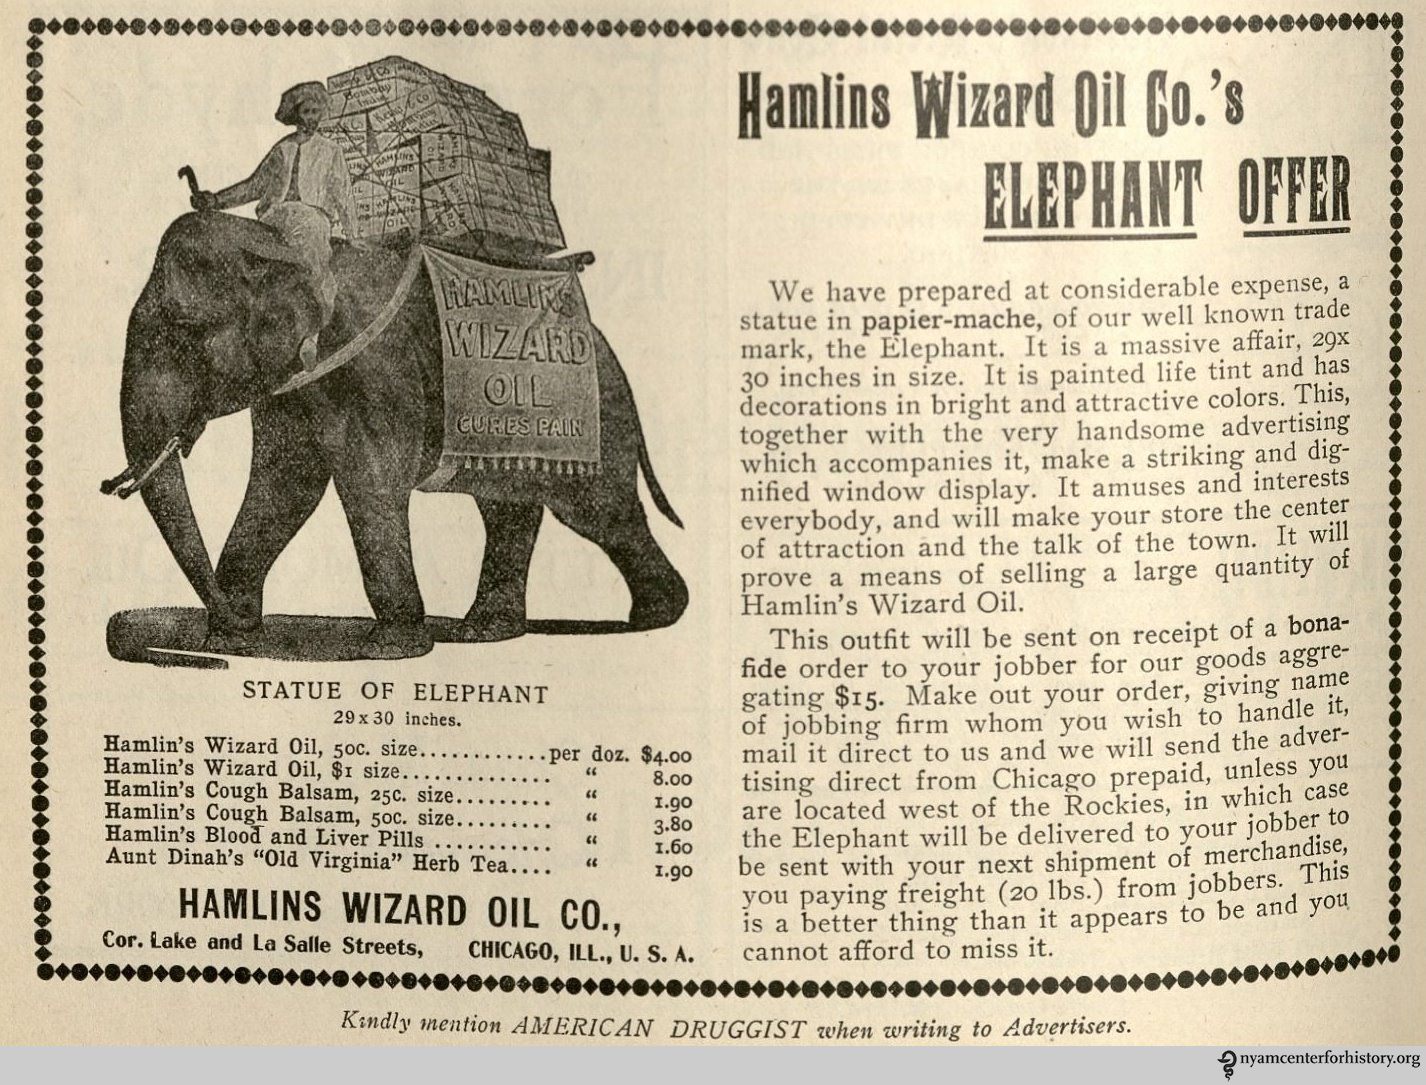 Hamlins Wizard Oil Co.'s
ELEPHANT OFFER
HAMLINS
WIZARD
OIL
HAMLINS
WIZARD
OIL
CURES PAIN
STATUE OF ELEPHANT
29 x 30 inches.
Hamlin's Wizard Oil, 50c. size............per doz. $4.00
Hamlin's Wizard Oil, $1 size.............. “ 8.00
Hamlin's Cough Balsam, 25c. size......... “ 1.90
Hamlin's Cough Balsam, 50c. size......... “ 3.80
Hamlin's Blood and Liver Pills ........... “ 1.60
Aunt Dinah's “Old Virginia” Herb Tea.... “ 1.90
HAMLINS WIZARD OIL CO.,
Cor. Lake and La Salle Streets, CHICAGO, ILL., U. S. A.
We have prepared at considerable expense, a
statue in papier-mache, of our well known trade
mark, the Elephant. It is a massive affair, 29x
30 inches in size. It is painted life tint and has
decorations in bright and attractive colors. This,
together with the very handsome advertising
which accompanies it, make a striking and dig-
nified window display. It amuses and interests
everybody, and will make your store the center
of attraction and the talk of the town. It will
prove a means of selling a large quantity of
Hamlin's Wizard Oil.
This outfit will be sent on receipt of a bona-
fide order to your jobber for our goods aggre-
gating $15. Make out your order, giving name
of jobbing firm whom you wish to handle it,
mail it direct to us and we will send the adver-
tising direct from Chicago prepaid, unless you
are located west of the Rockies, in which case
the Elephant will be delivered to your jobber to
be sent with your next shipment of merchandise,
you paying freight (20 lbs.) from jobbers. This
is a better thing than it appears to be and you
cannot afford to miss it.
Kindly mention AMERICAN DRUGGIST when writing to Advertisers.
nyamcenterforhistory.org